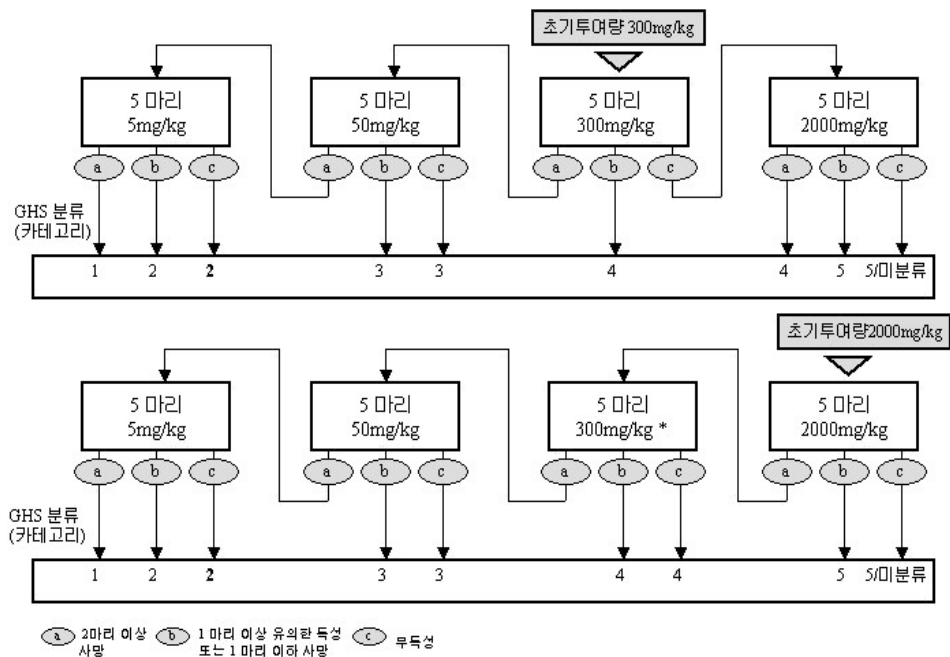 초기투여량 300mg/kg
5 마리 5 마리 5 마리 5 마리
5mg/kg 50mg/kg 300mg/kg 2000mg/kg
a b c a b c a b c a b c
GHS 분류
(카테고리)
1 2 2 3 3 4 4 5 5/미분류
초기투여량2000mg/kg
5 마리 5 마리 5 마리 5 마리
5mg/kg 50mg/kg 300mg/kg * 2000mg/kg
a b c a b c a b c a b c
GHS 분류
(카테고리)
1 2 2 3 3 4 4 5 5/미분류
a 2마리 이상 b 1 마리 이상 유의한 독성 c 무독성
사망 또는 1 마리 이하 사망